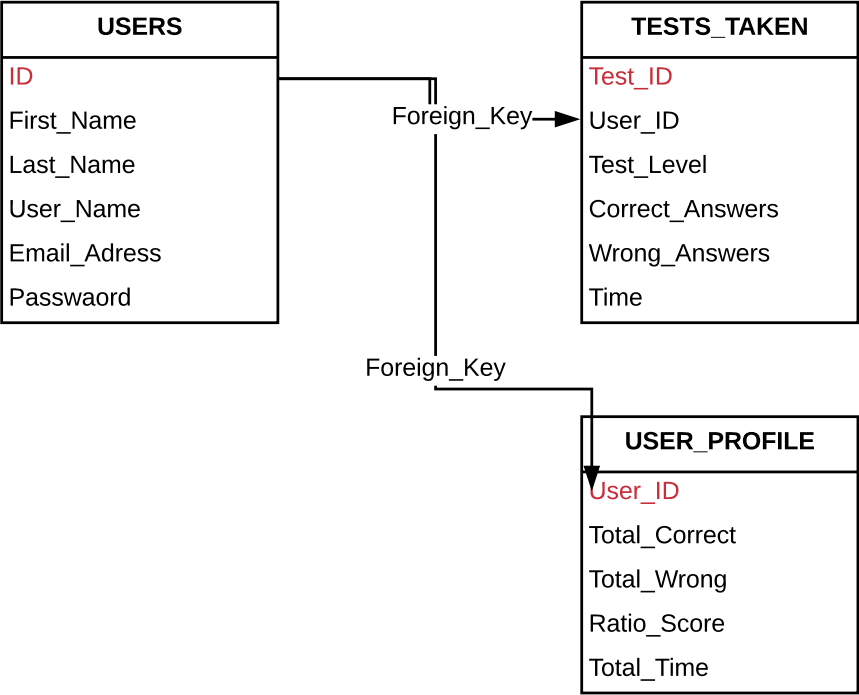 USERS
ID
First_Name
Last_Name
User_Name
Email_Adress
Passwaord
Foreign_Key
Foreign_Key
TESTS_TAKEN
Test_ID
User_ID
Test_Level
Correct_Answers
Wrong_Answers
Time
USER_PROFILE
User_ID
Total_Correct
Total_Wrong
Ratio_Score
Total_Time